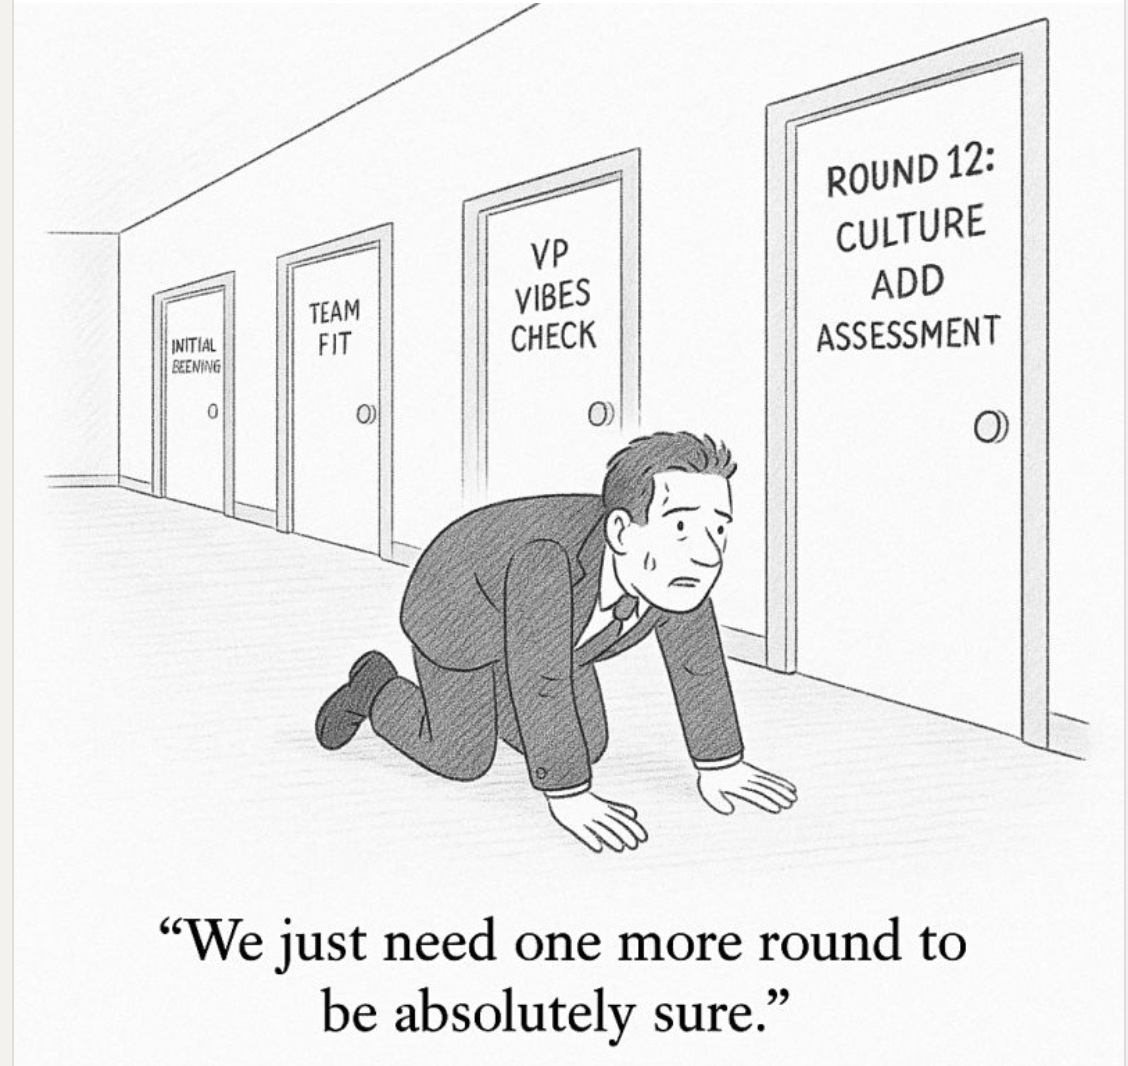 INITIAL
BEENING
TEAM
FIT
VP
VIBES
CHECK
ROUND 12:
CULTURE
ADD
ASSESSMENT
“We just need one more round to
be absolutely sure.”